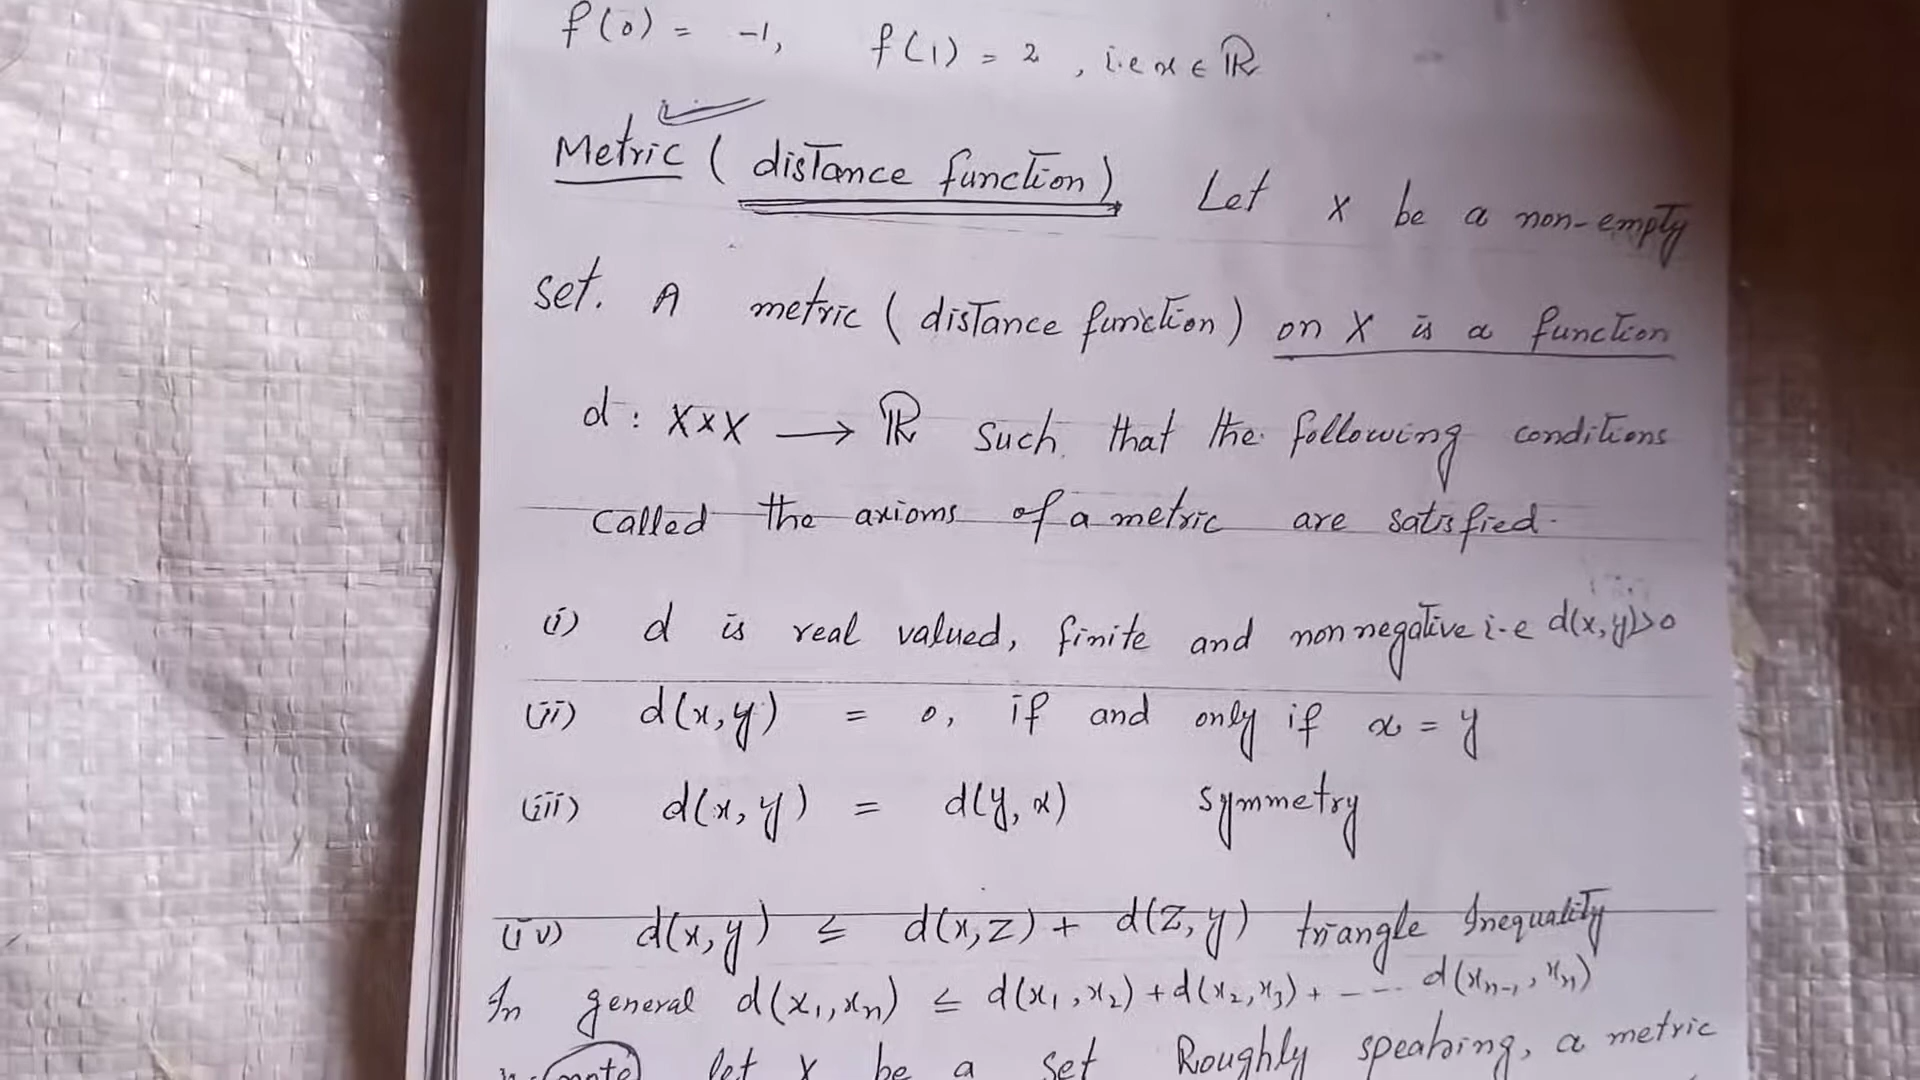 f(0) = -1, f(1) = 2, i.e x ∈ ℝ
Metric (distance function) Let X be a non-empty
set. A metric (distance function) on X is a function
d : X×X ⟶ ℝ such that the following conditions
called the axioms of a metric are satisfied.
(i) d is real valued, finite and non negative i-e d(x,y)>0
(ii) d(x,y) = 0, if and only if x = y
(iii) d(x,y) = d(y,x) symmetry
(iv) d(x,y) ≤ d(x,z) + d(z,y) triangle Inequality
In general d(x₁,xₙ) ≤ d(x₁,x₂)+d(x₂,x₃)+ ---- d(xₙ₋₁,xₙ)
note let X be a set Roughly speaking, a metric